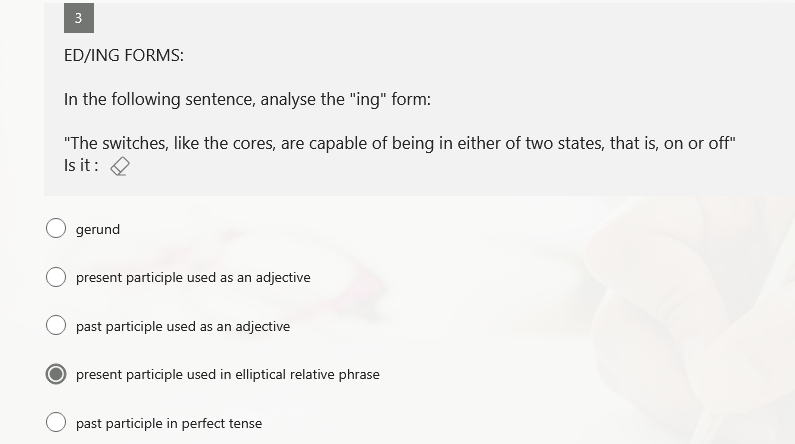 3
ED/ING FORMS:
In the following sentence, analyse the "ing" form:
"The switches, like the cores, are capable of being in either of two states, that is, on or off"
Is it :
gerund
present participle used as an adjective
past participle used as an adjective
present participle used in elliptical relative phrase
past participle in perfect tense